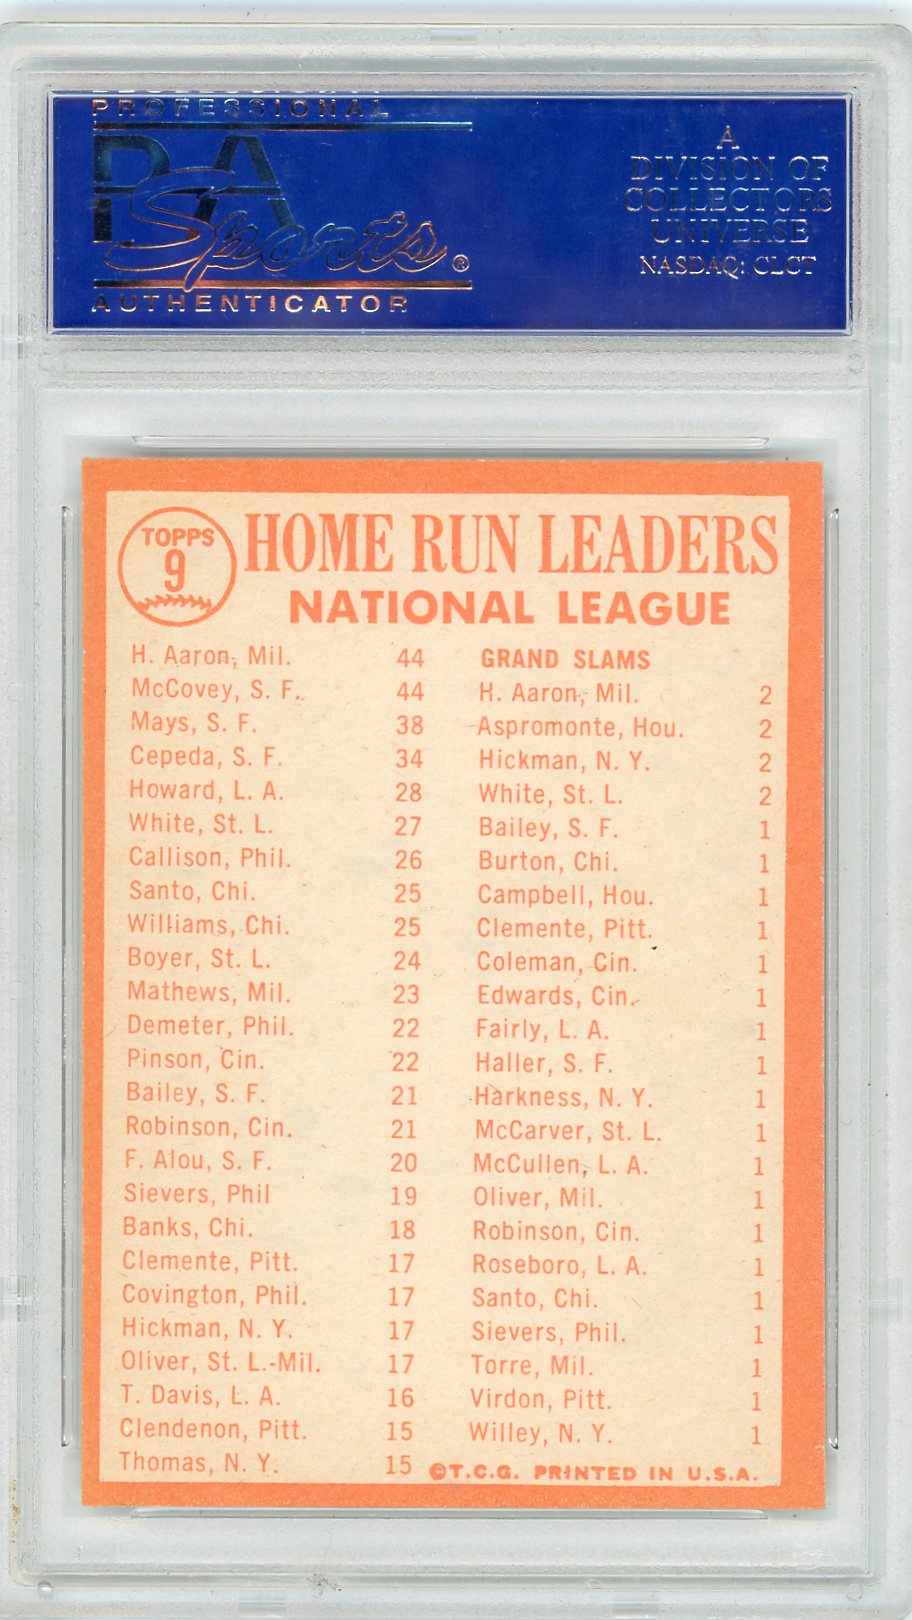 PROFESSIONAL
PSA
Sports®
AUTHENTICATOR
A
DIVISION OF
COLLECTORS
UNIVERSE
NASDAQ: CLCT
TOPPS
9
HOME RUN LEADERS
NATIONAL LEAGUE
H. Aaron, Mil. 44
McCovey, S. F. 44
Mays, S. F. 38
Cepeda, S. F. 34
Howard, L. A. 28
White, St. L. 27
Callison, Phil. 26
Santo, Chi. 25
Williams, Chi. 25
Boyer, St. L. 24
Mathews, Mil. 23
Demeter, Phil. 22
Pinson, Cin. 22
Bailey, S. F. 21
Robinson, Cin. 21
F. Alou, S. F. 20
Sievers, Phil 19
Banks, Chi. 18
Clemente, Pitt. 17
Covington, Phil. 17
Hickman, N. Y. 17
Oliver, St. L.-Mil. 17
T. Davis, L. A. 16
Clendenon, Pitt. 15
Thomas, N. Y. 15
GRAND SLAMS
H. Aaron, Mil. 2
Aspromonte, Hou. 2
Hickman, N. Y. 2
White, St. L. 2
Bailey, S. F. 1
Burton, Chi. 1
Campbell, Hou. 1
Clemente, Pitt. 1
Coleman, Cin. 1
Edwards, Cin. 1
Fairly, L. A. 1
Haller, S. F. 1
Harkness, N. Y. 1
McCarver, St. L. 1
McCullen, L. A. 1
Oliver, Mil. 1
Robinson, Cin. 1
Roseboro, L. A. 1
Santo, Chi. 1
Sievers, Phil. 1
Torre, Mil. 1
Virdon, Pitt. 1
Willey, N. Y. 1
©T.C.G. PRINTED IN U.S.A.